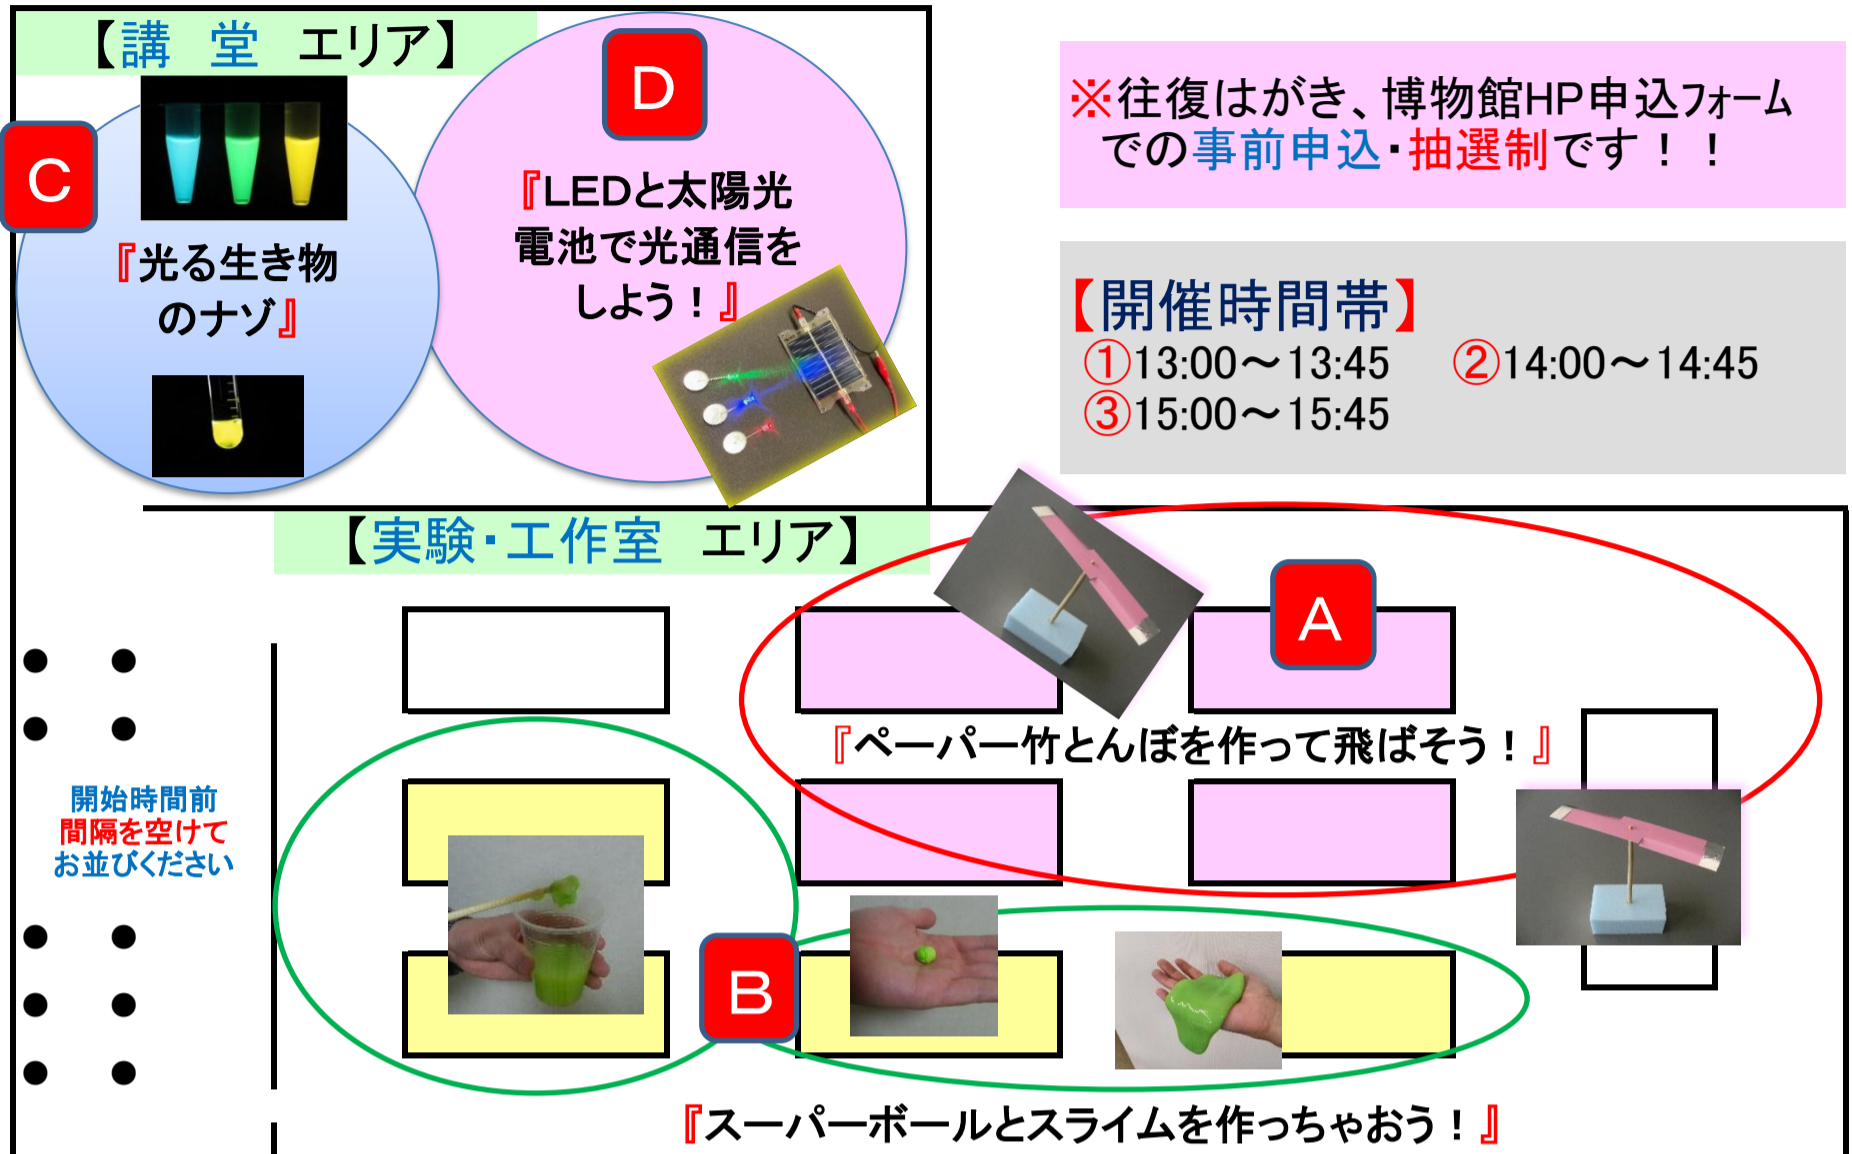 【講　堂　エリア】
C
『光る生き物
のナゾ』
D
『LEDと太陽光
電池で光通信を
しよう！』
※往復はがき、博物館HP申込フォーム
での事前申込・抽選制です！！
【開催時間帯】
①13:00～13:45　②14:00～14:45
③15:00～15:45
【実験・工作室　エリア】
A
『ペーパー竹とんぼを作って飛ばそう！』
開始時間前
間隔を空けて
お並びください
B
『スーパーボールとスライムを作っちゃおう！』